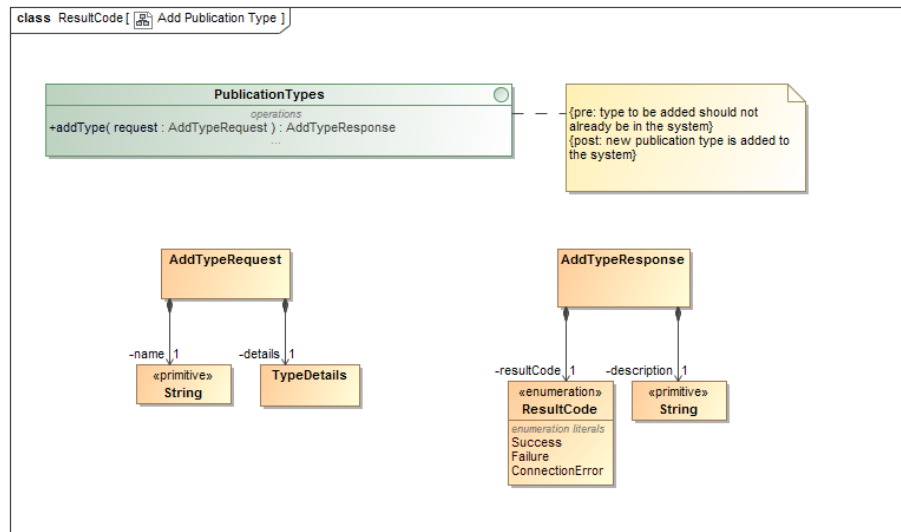 class ResultCode [ Add Publication Type ]
PublicationTypes
operations
+addType( request : AddTypeRequest ) : AddTypeResponse
...
{pre: type to be added should not
already be in the system}
{post: new publication type is added to
the system}
AddTypeRequest
-name 1
-details 1
«primitive»
String
TypeDetails
AddTypeResponse
-resultCode 1
-description 1
«enumeration»
ResultCode
enumeration literals
Success
Failure
ConnectionError
«primitive»
String